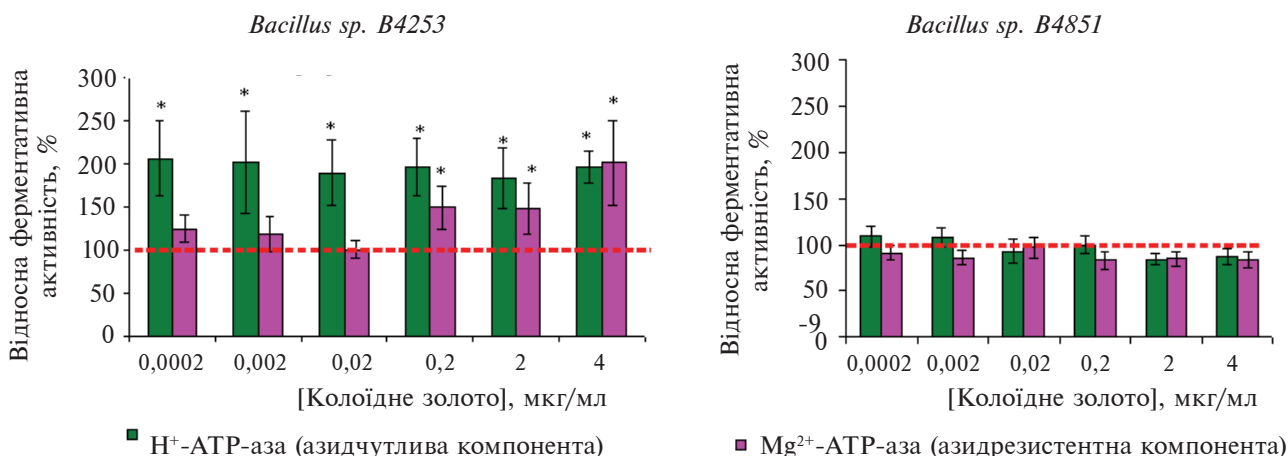 Bacillus sp. B4253
Відносна ферментативна
активність, %
300
250
200
150
100
50
0
* * * * * * * * *
0,0002 0,002 0,02 0,2 2 4
[Колоїдне золото], мкг/мл
H⁺-АТР-аза (азидчутлива компонента)
Bacillus sp. B4851
Відносна ферментативна
активність, %
300
250
200
150
100
50
-9
0
0,0002 0,002 0,02 0,2 2 4
[Колоїдне золото], мкг/мл
Mg²⁺-АТР-аза (азидрезистентна компонента)